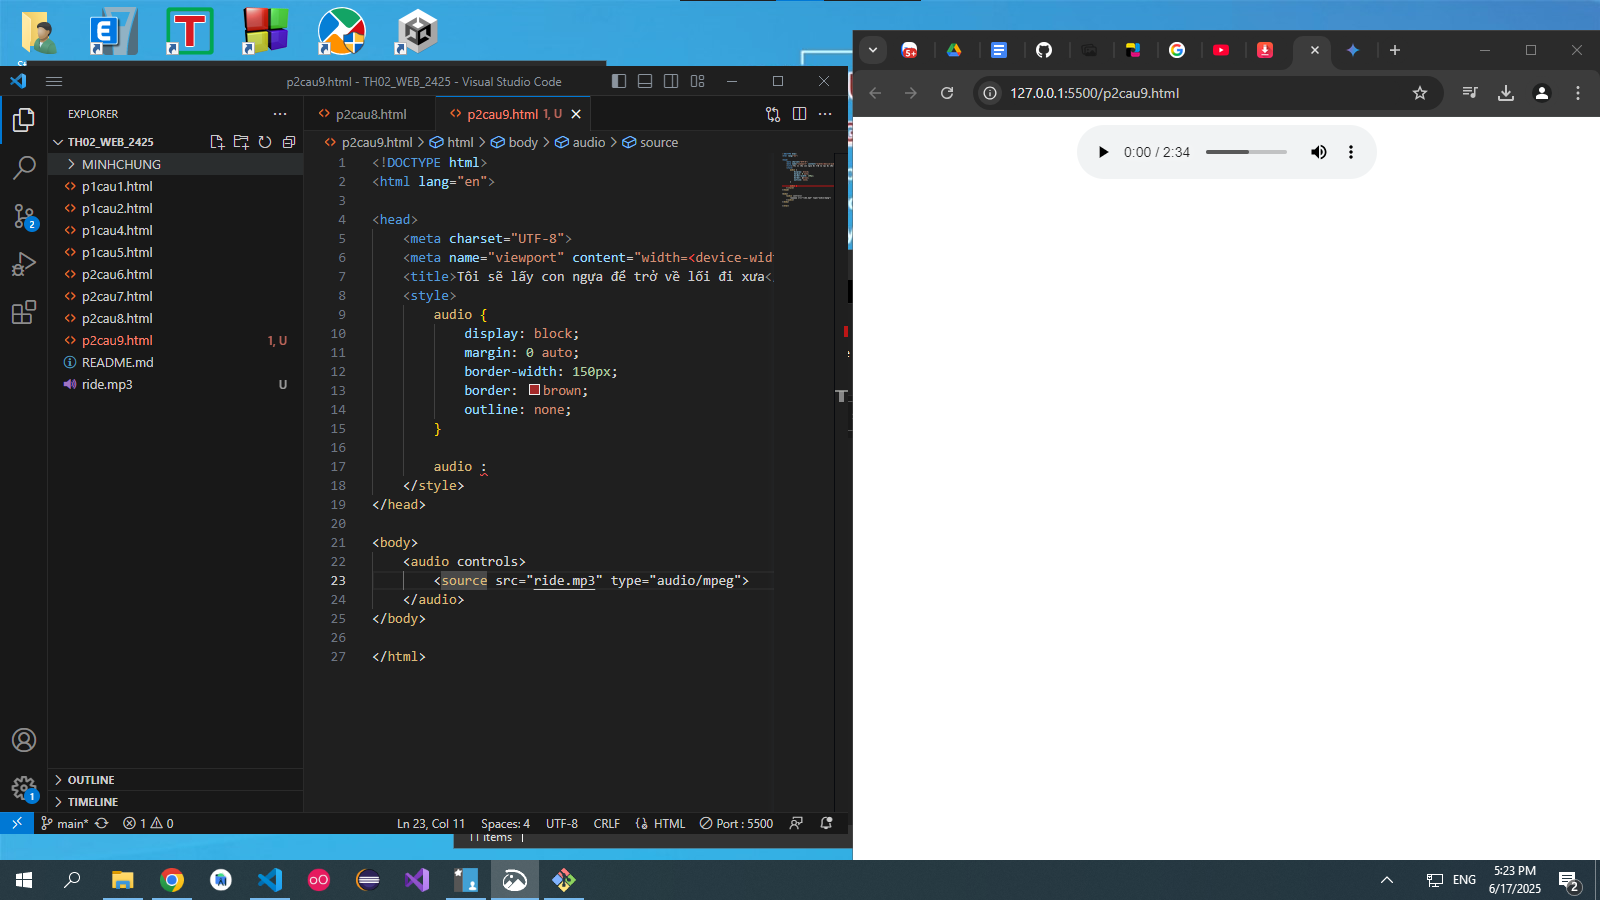 p2cau9.html - TH02_WEB_2425 - Visual Studio Code
EXPLORER
TH02_WEB_2425
MINHCHUNG
p1cau1.html
p1cau2.html
p1cau4.html
p1cau5.html
p2cau6.html
p2cau7.html
p2cau8.html
p2cau9.html 1, U
README.md
ride.mp3 U
OUTLINE
TIMELINE
p2cau8.html
p2cau9.html 1, U
p2cau9.html > html > body > audio > source
1 <!DOCTYPE html>
2 <html lang="en">
3
4 <head>
5 <meta charset="UTF-8">
6 <meta name="viewport" content="width=<device-widt
7 <title>Tôi sẽ lấy con ngựa để trở về lối đi xưa<
8 <style>
9 audio {
10 display: block;
11 margin: 0 auto;
12 border-width: 150px;
13 border: brown;
14 outline: none;
15 }
16
17 audio :
18 </style>
19 </head>
20
21 <body>
22 <audio controls>
23 <source src="ride.mp3" type="audio/mpeg">
24 </audio>
25 </body>
26
27 </html>
2
1
main* 1 0
Ln 23, Col 11 Spaces: 4 UTF-8 CRLF HTML Port : 5500
11 items
127.0.0.1:5500/p2cau9.html
0:00 / 2:34
ENG
5:23 PM
6/17/2025
2